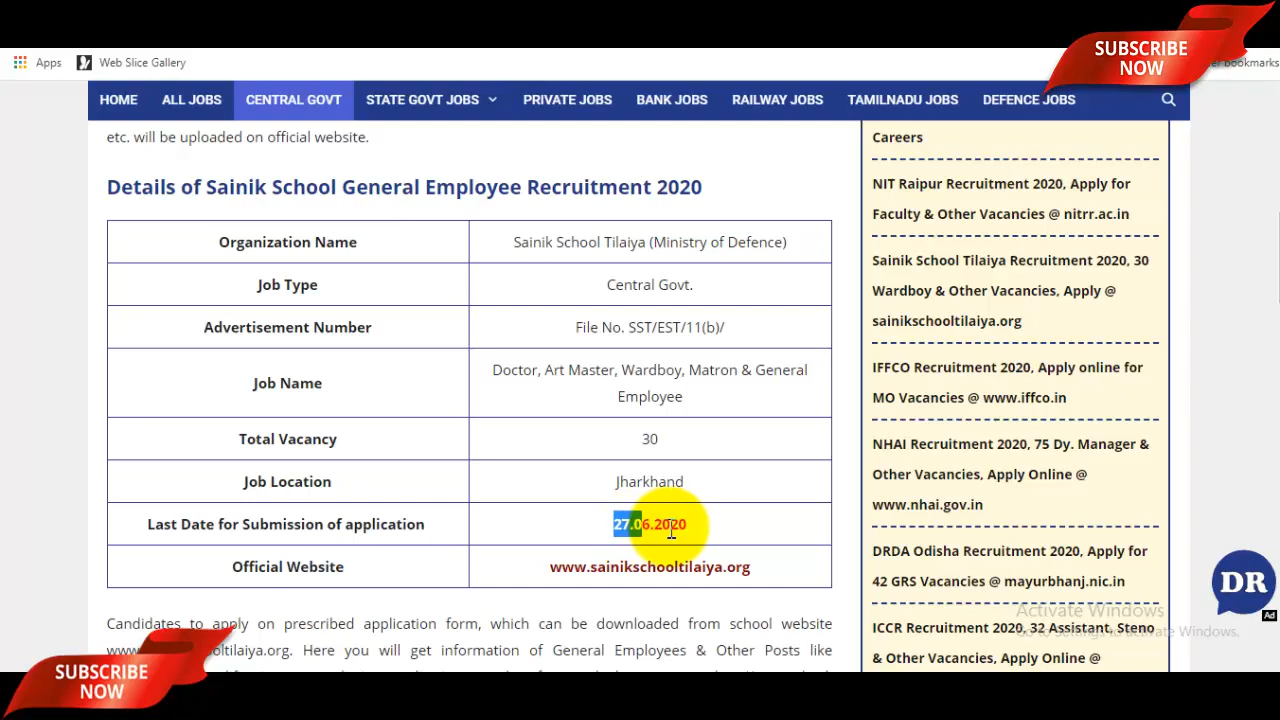 SUBSCRIBE
NOW
Apps
Web Slice Gallery
er bookmarks
HOME
ALL JOBS
CENTRAL GOVT
STATE GOVT JOBS
PRIVATE JOBS
BANK JOBS
RAILWAY JOBS
TAMILNADU JOBS
DEFENCE JOBS
etc. will be uploaded on official website.
Details of Sainik School General Employee Recruitment 2020
Organization Name
Sainik School Tilaiya (Ministry of Defence)
Job Type
Central Govt.
Advertisement Number
File No. SST/EST/11(b)/
Job Name
Doctor, Art Master, Wardboy, Matron & General
Employee
Total Vacancy
30
Job Location
Jharkhand
Last Date for Submission of application
27.06.2020
Official Website
www.sainikschooltilaiya.org
Candidates to apply on prescribed application form, which can be downloaded from school website
ooltilaiya.org. Here you will get information of General Employees & Other Posts like
Careers
NIT Raipur Recruitment 2020, Apply for
Faculty & Other Vacancies @ nitrr.ac.in
Sainik School Tilaiya Recruitment 2020, 30
Wardboy & Other Vacancies, Apply @
sainikschooltilaiya.org
IFFCO Recruitment 2020, Apply online for
MO Vacancies @ www.iffco.in
NHAI Recruitment 2020, 75 Dy. Manager &
Other Vacancies, Apply Online @
www.nhai.gov.in
DRDA Odisha Recruitment 2020, Apply for
42 GRS Vacancies @ mayurbhanj.nic.in
ICCR Recruitment 2020, 32 Assistant, Steno
& Other Vacancies, Apply Online @
DR
Ad
Activate Windows
Go to Settings to activate Windows.
SUBSCRIBE
NOW